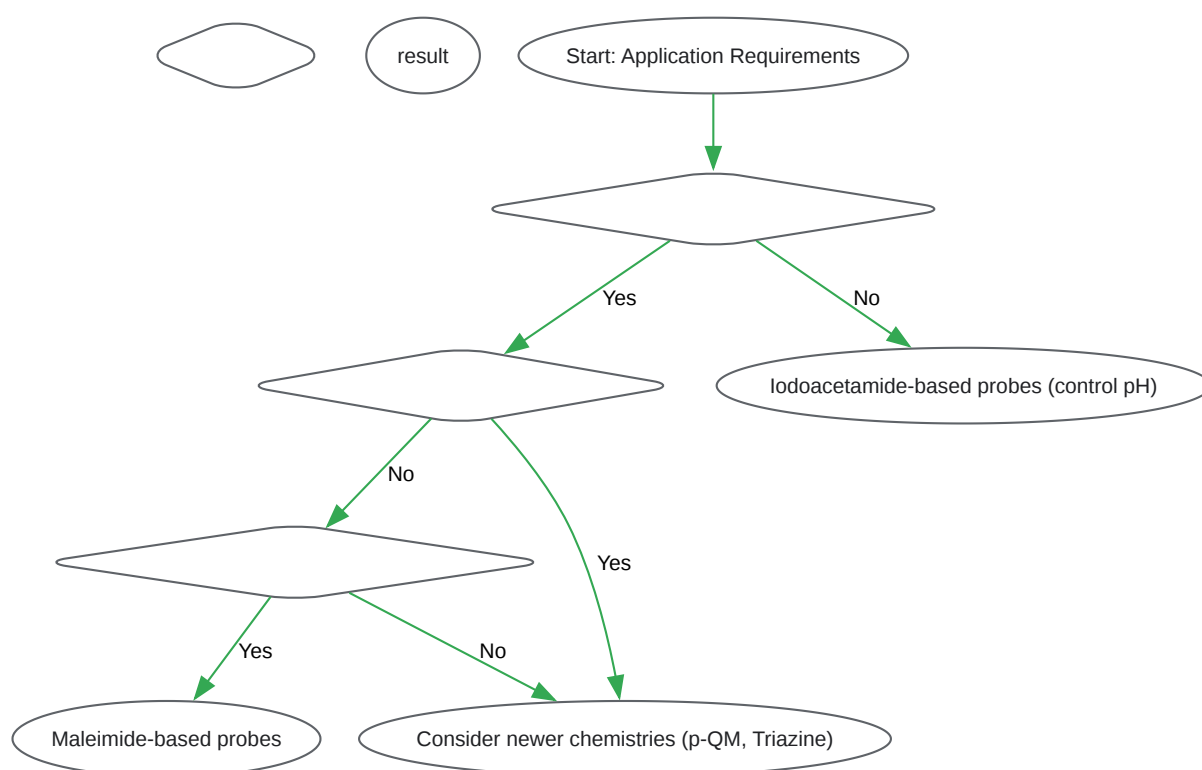 result
Start: Application Requirements
Yes
No
Iodoacetamide-based probes (control pH)
No
Yes
Yes
No
Maleimide-based probes
Consider newer chemistries (p-QM, Triazine)